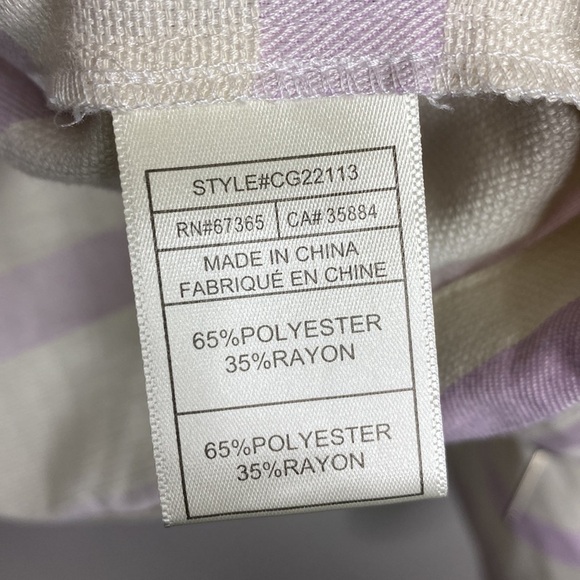 STYLE#CG22113
RN#67365 CA# 35884
MADE IN CHINA
FABRIQUÉ EN CHINE
65%POLYESTER
35%RAYON
65%POLYESTER
35%RAYON